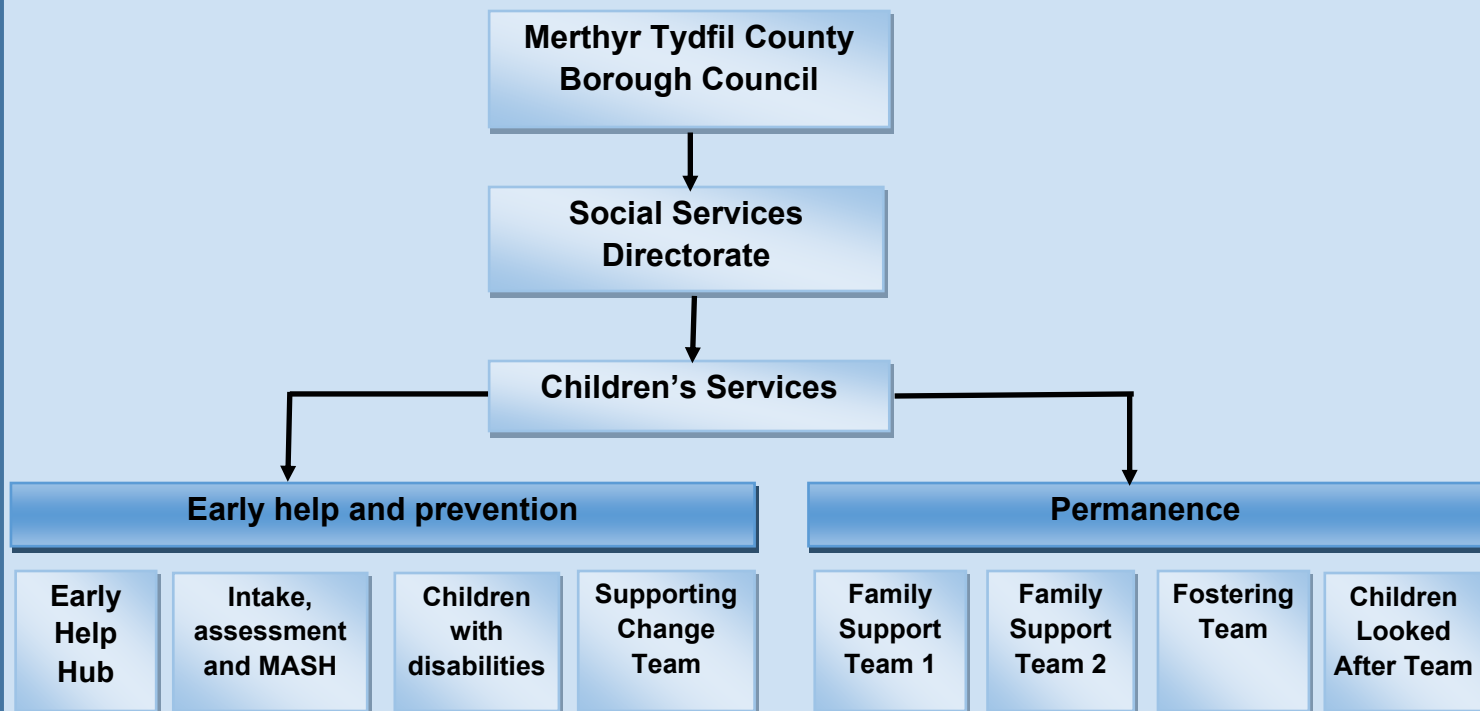 Merthyr Tydfil County
Borough Council
Social Services
Directorate
Children’s Services
Early help and prevention
Permanence
Early
Help
Hub
Intake,
assessment
and MASH
Children
with
disabilities
Supporting
Change
Team
Family
Support
Team 1
Family
Support
Team 2
Fostering
Team
Children
Looked
After Team